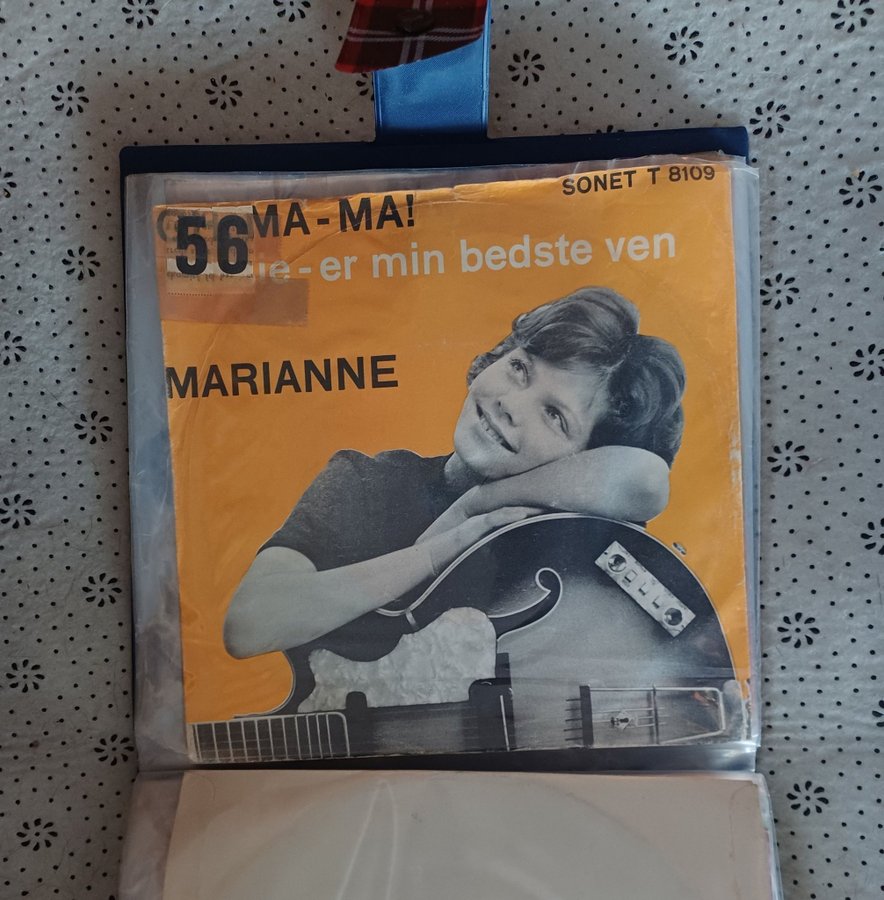 SONET T 8109
MA - MA!
56
- er min bedste ven
MARIANNE